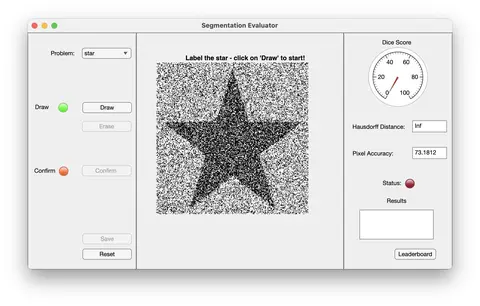 Segmentation Evaluator
Problem:
star
Draw
Draw
Erase
Confirm
Confirm
Save
Reset
Label the star - click on 'Draw' to start!
Dice Score
40 60
20 80
0 100
Hausdorff Distance:
Inf
Pixel Accuracy:
73.1812
Status:
Results
Leaderboard